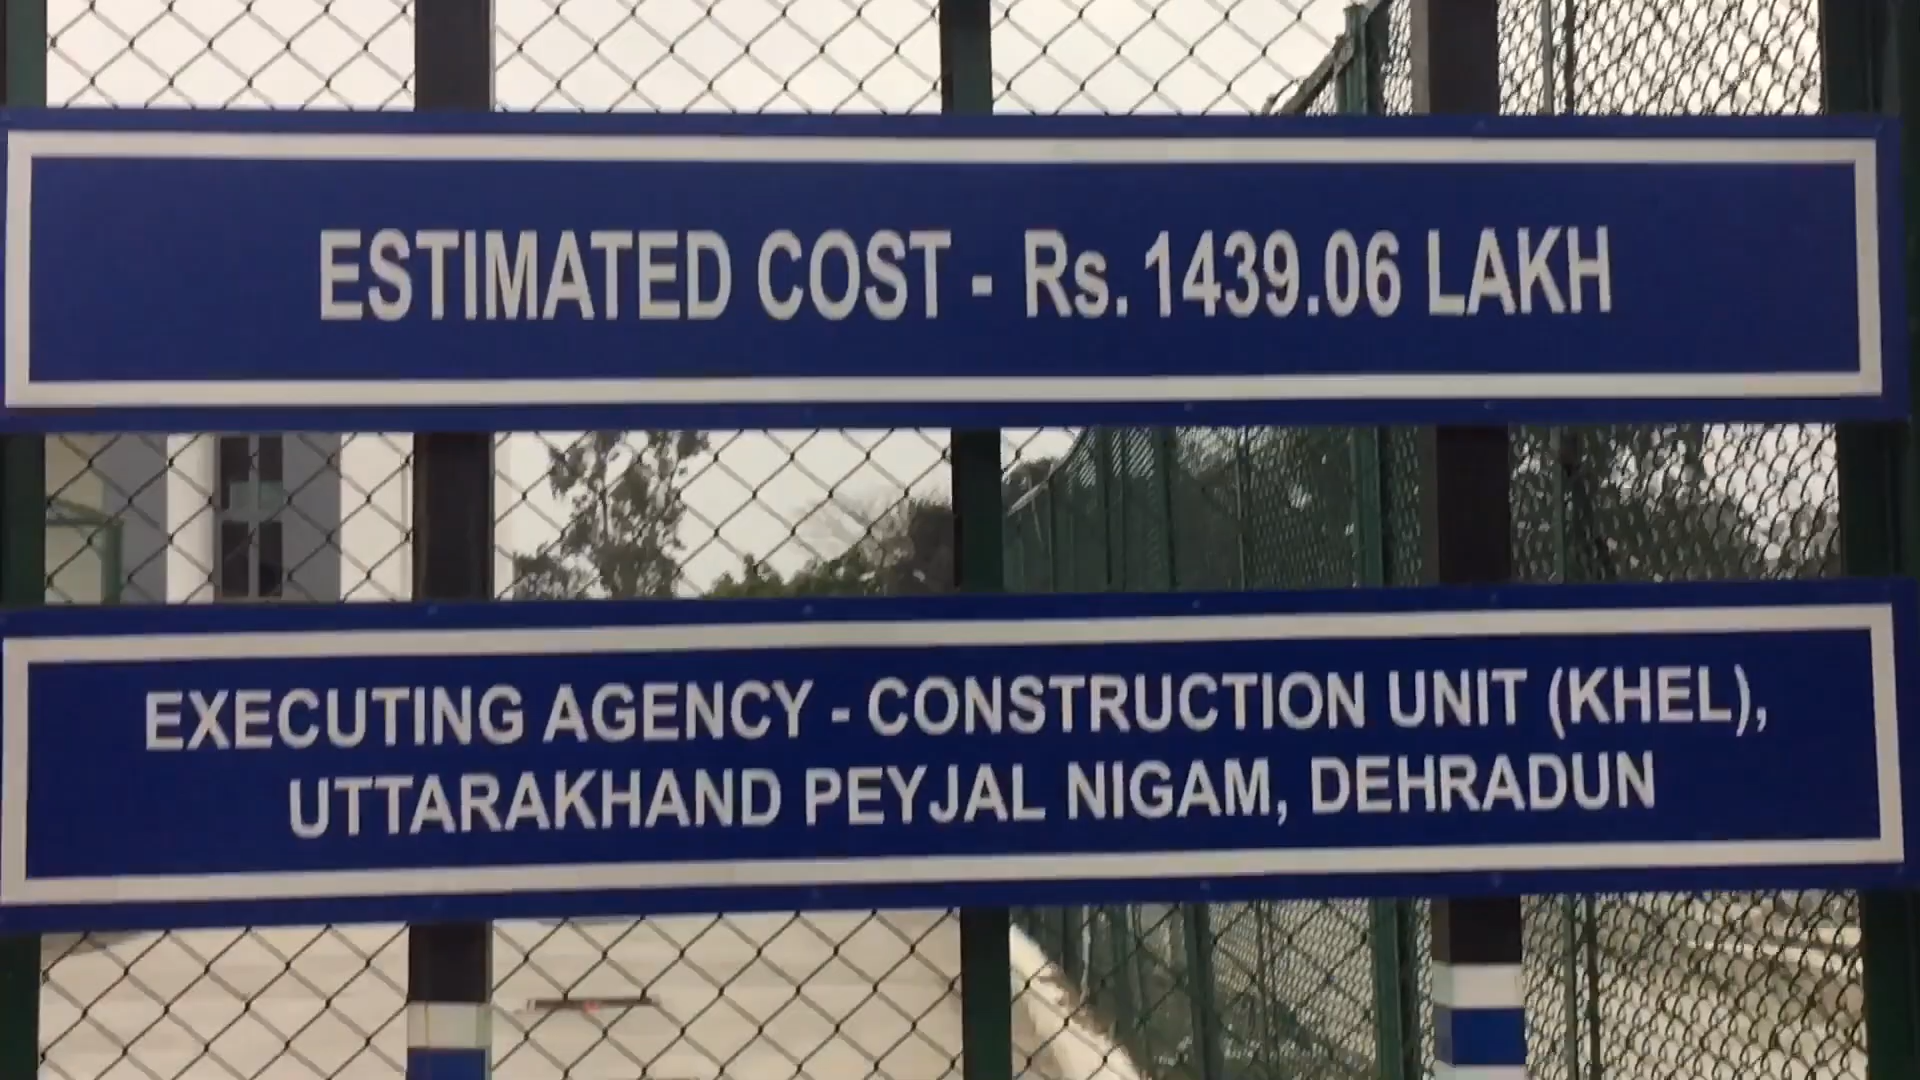 ESTIMATED COST - Rs. 1439.06 LAKH
EXECUTING AGENCY - CONSTRUCTION UNIT (KHEL),
UTTARAKHAND PEYJAL NIGAM, DEHRADUN